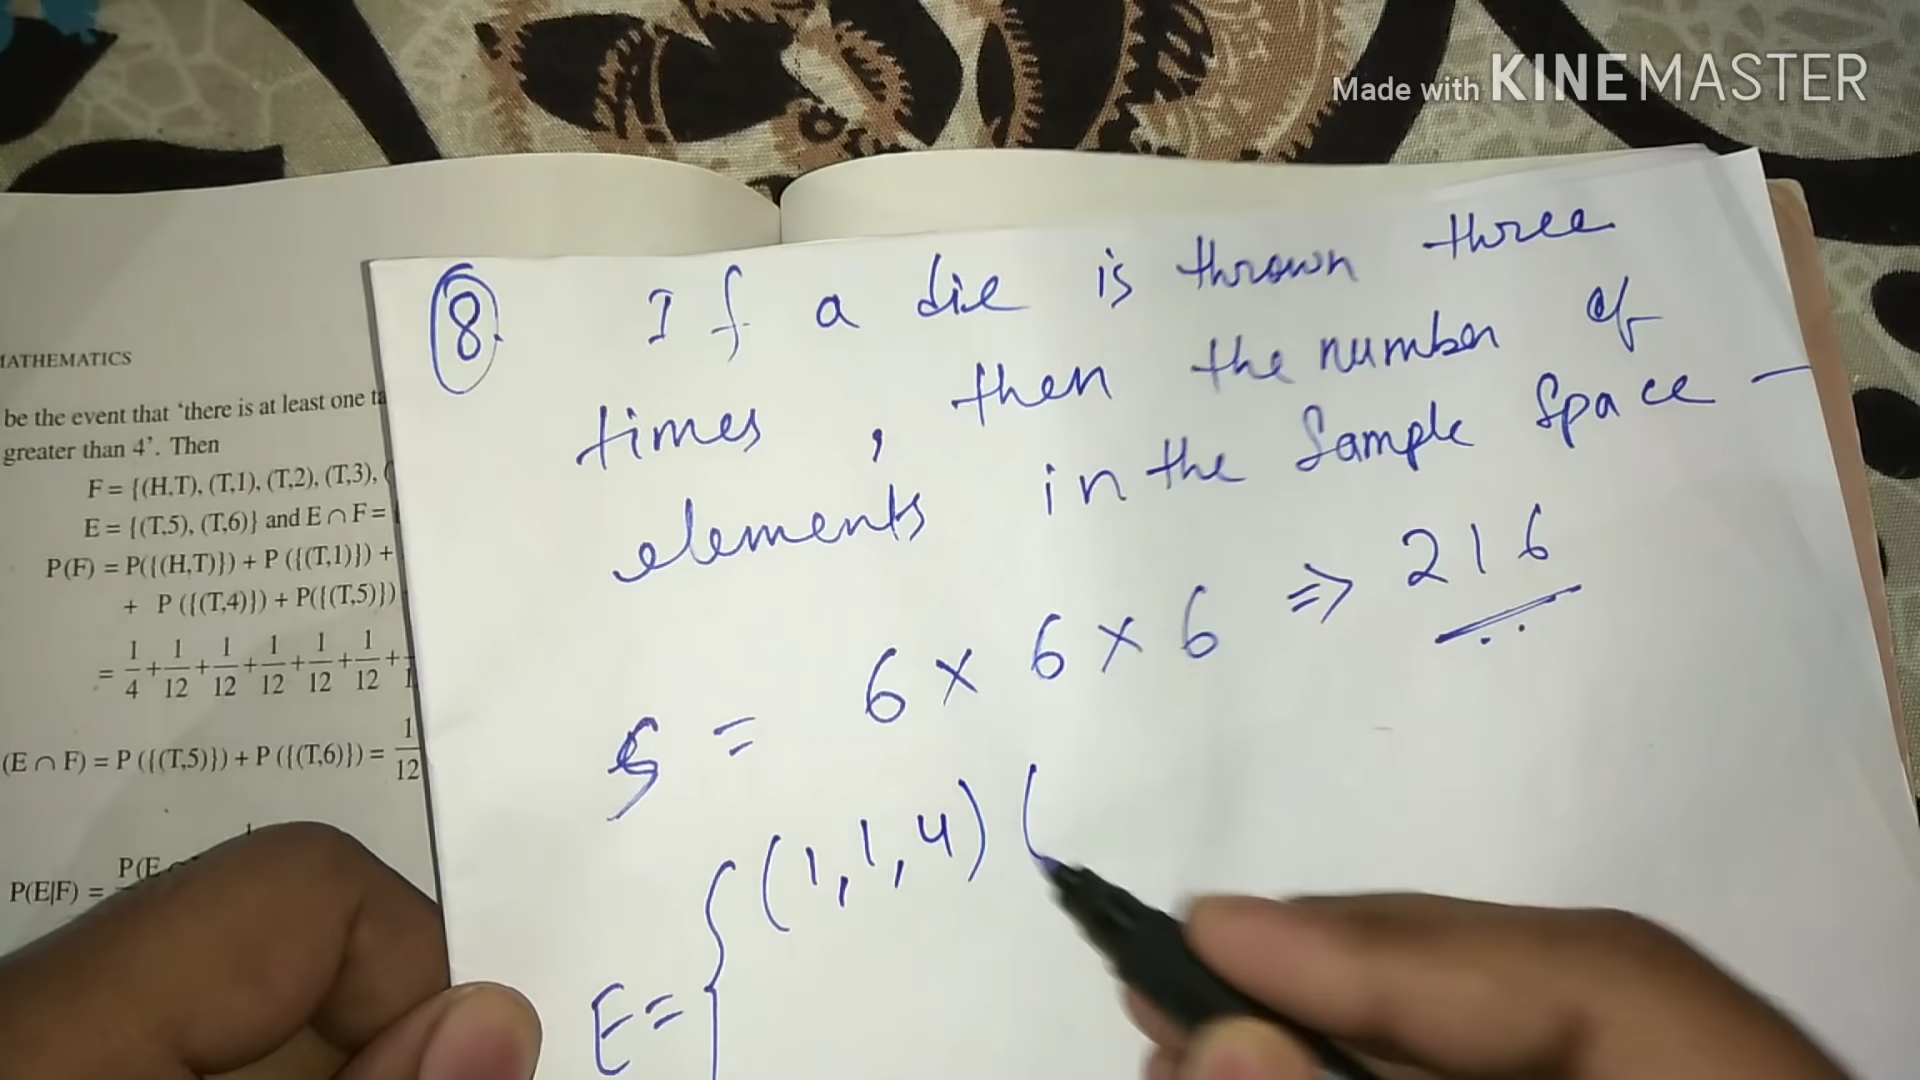 Made with KINEMASTER
MATHEMATICS
be the event that ‘there is at least one
greater than 4’. Then
F = {(H,T), (T,1), (T,2), (T,3),
E = {(T,5), (T,6)} and E ∩ F =
P(F) = P({(H,T)}) + P ({(T,1)}) +
+ P ({(T,4)}) + P({(T,5)})
= 1/4 + 1/12 + 1/12 + 1/12 + 1/12 + 1/12 +
(E ∩ F) = P ({(T,5)}) + P ({(T,6)}) = 1/12
P(E|F) = P(E
8. If a die is thrown three
times, then the number of
elements in the Sample Space —
S = 6 × 6 × 6 ⇒ 216
E = { (1,1,4) (